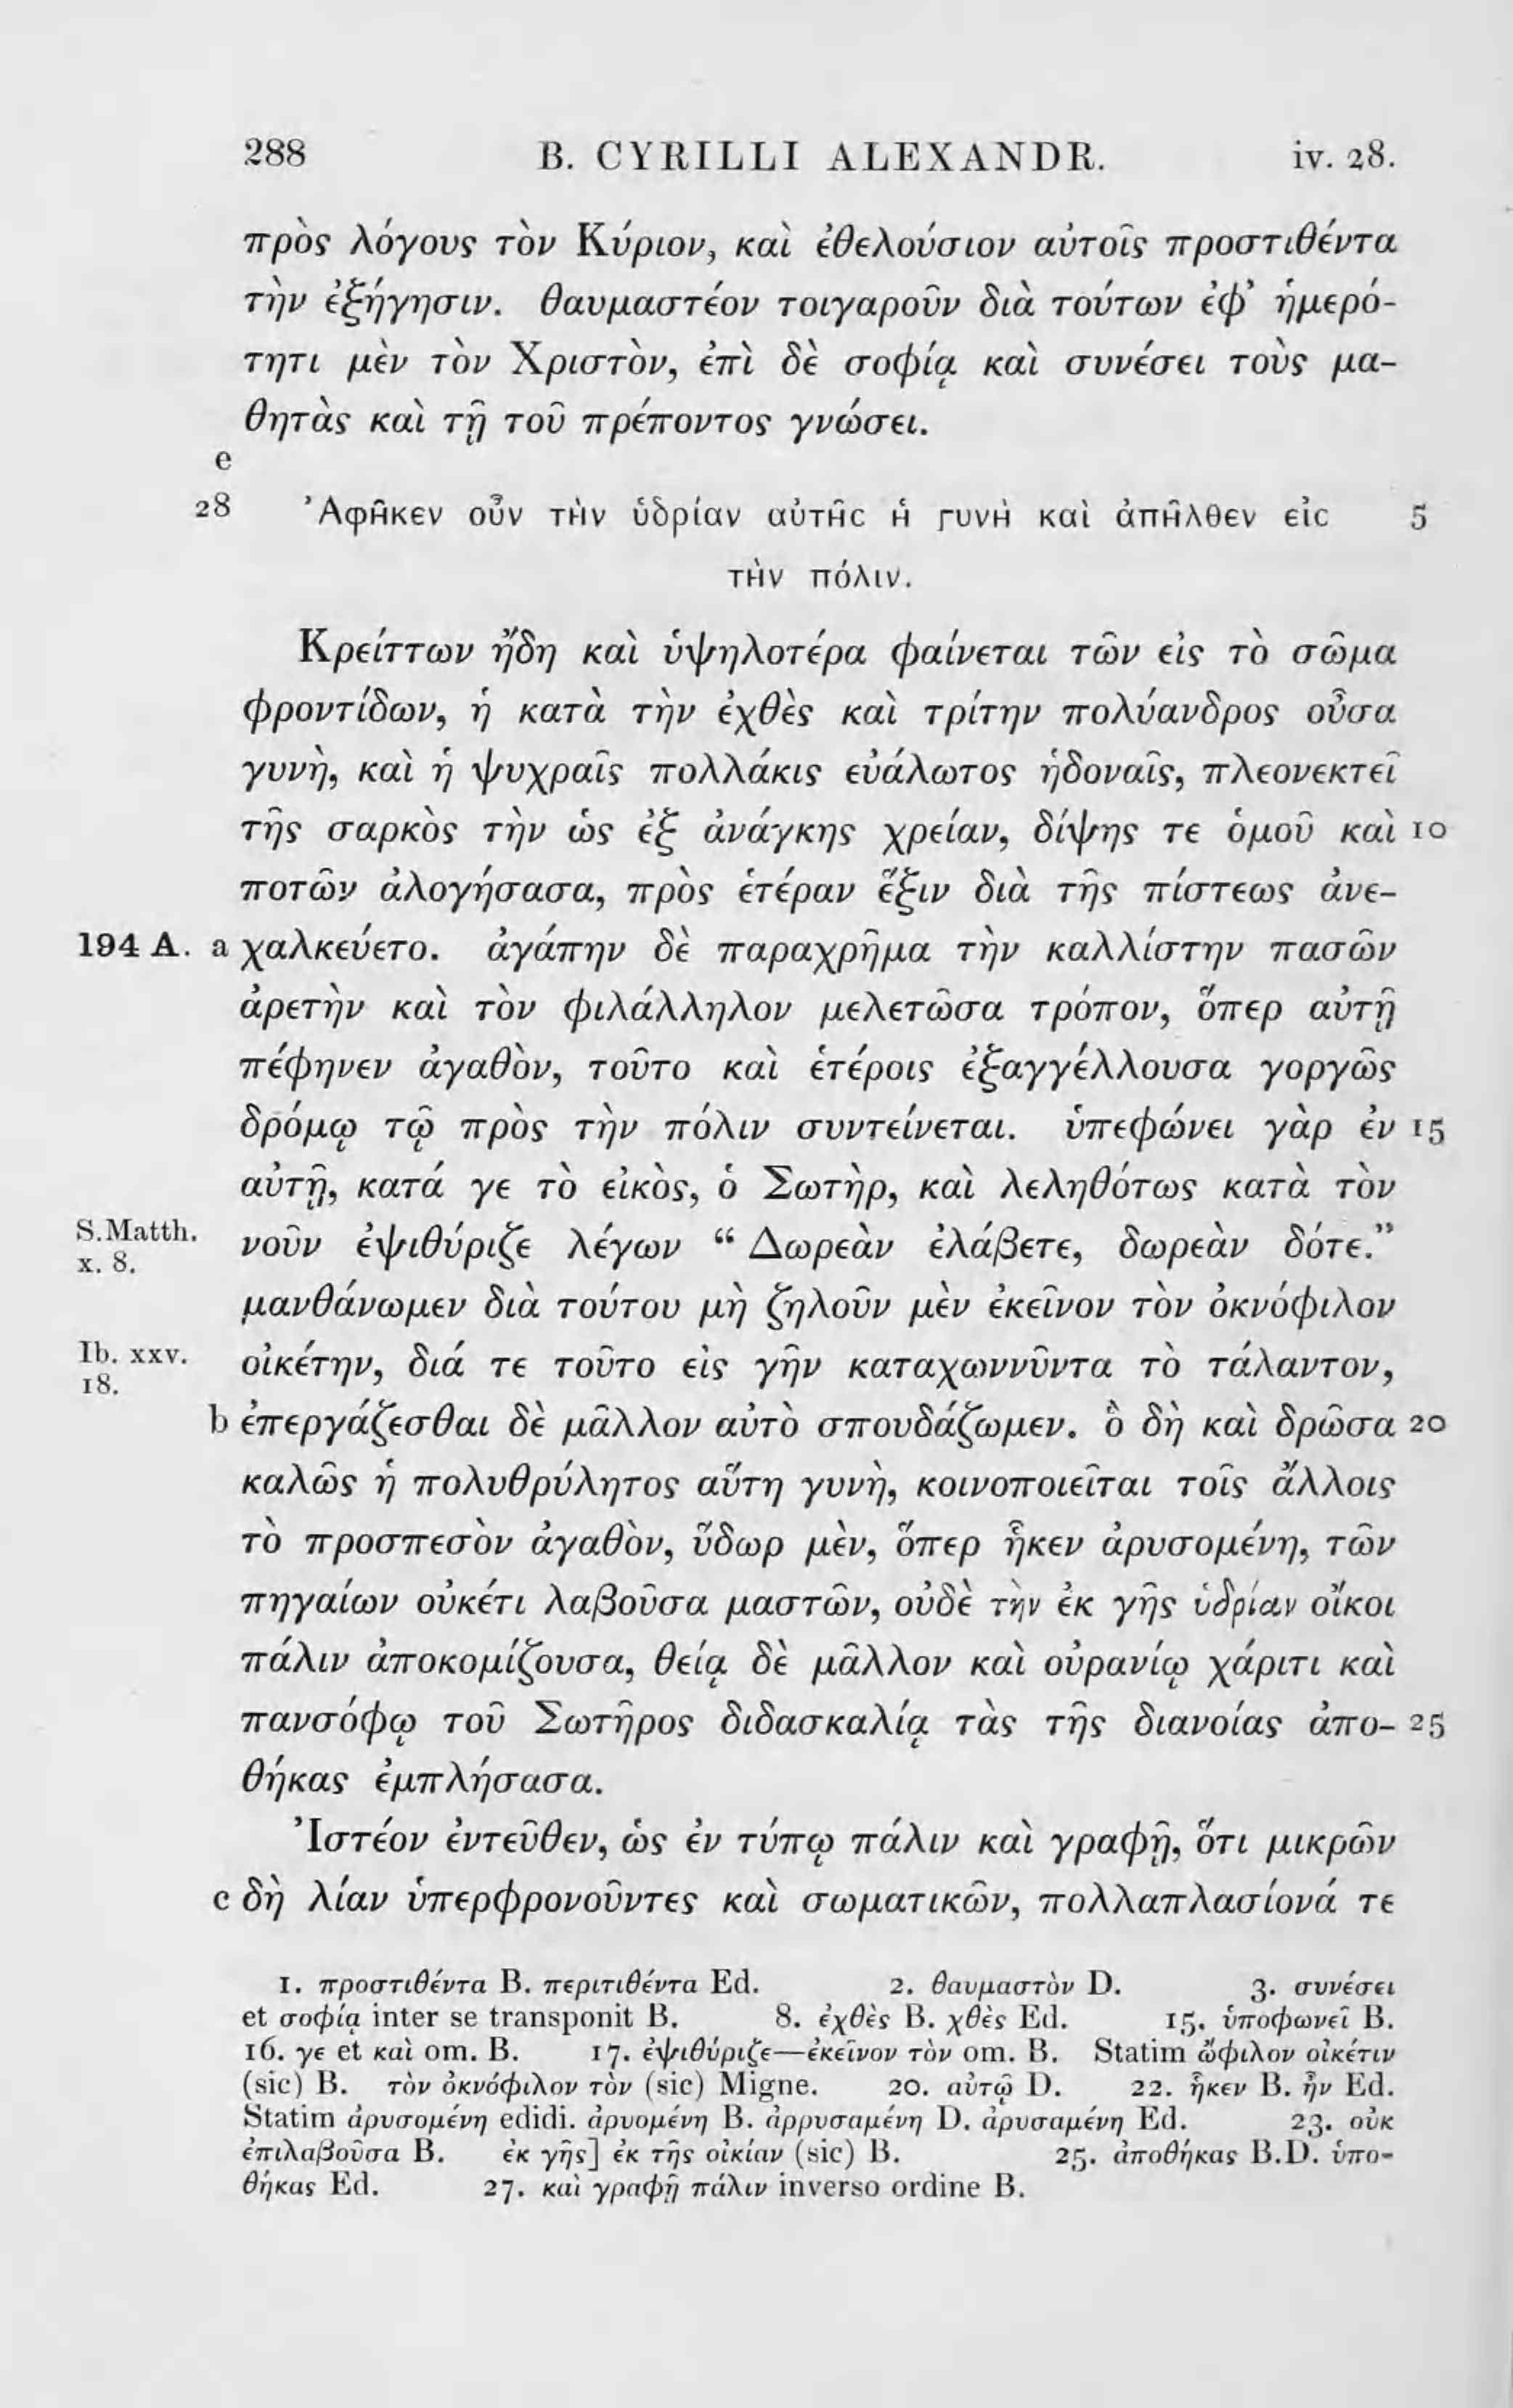 288 B. CYRILLI ALEXANDR. iv. 28.
πρὸς λόγους τὸν Κύριον, καὶ ἐθελούσιον αὐτοῖς προστιθέντα
τὴν ἐξήγησιν. θαυμαστέον τοιγαροῦν διὰ τούτων ἐφ’ ἡμερό-
τητι μὲν τὸν Χριστὸν, ἐπὶ δὲ σοφίᾳ καὶ συνέσει τοὺς μα-
θητὰς καὶ τῇ τοῦ πρέποντος γνώσει.
e
28 Ἀφῆκεν οὖν τὴν ὑδρίαν αὐτῆς ἡ γυνὴ καὶ ἀπῆλθεν εἰς 5
τὴν πόλιν.
Κρείττων ἤδη καὶ ὑψηλοτέρα φαίνεται τῶν εἰς τὸ σῶμα
φροντίδων, ἡ κατὰ τὴν ἐχθὲς καὶ τρίτην πολύανδρος οὖσα
γυνὴ, καὶ ἡ ψυχραῖς πολλάκις εὐάλωτος ἡδοναῖς, πλεονεκτεῖ
τῆς σαρκὸς τὴν ὡς ἐξ ἀνάγκης χρείαν, δίψης τε ὁμοῦ καὶ 10
ποτῶν ἀλογήσασα, πρὸς ἑτέραν ἕξιν διὰ τῆς πίστεως ἀνε-
194 A. a χαλκεύετο. ἀγάπην δὲ παραχρῆμα τὴν καλλίστην πασῶν
ἀρετὴν καὶ τὸν φιλάλληλον μελετῶσα τρόπον, ὅπερ αὐτῇ
πέφηνεν ἀγαθὸν, τοῦτο καὶ ἑτέροις ἐξαγγέλλουσα γοργῶς
δρόμῳ τῷ πρὸς τὴν πόλιν συντείνεται. ὑπεφώνει γὰρ ἐν 15
αὐτῇ, κατά γε τὸ εἰκὸς, ὁ Σωτὴρ, καὶ λεληθότως κατὰ τὸν
S.Matth. x. 8. νοῦν ἐψιθύριζε λέγων “ Δωρεὰν ἐλάβετε, δωρεὰν δότε.”
μανθάνωμεν διὰ τούτου μὴ ζηλοῦν μὲν ἐκεῖνον τὸν ὀκνόφιλον
Ib. xxv. 18. οἰκέτην, διά τε τοῦτο εἰς γῆν καταχωννῦντα τὸ τάλαντον,
b ἐπεργάζεσθαι δὲ μᾶλλον αὐτὸ σπουδάζωμεν. ὃ δὴ καὶ δρῶσα 20
καλῶς ἡ πολυθρύλητος αὕτη γυνὴ, κοινοποιεῖται τοῖς ἄλλοις
τὸ προσπεσὸν ἀγαθὸν, ὕδωρ μὲν, ὅπερ ἧκεν ἀρυσομένη, τῶν
πηγαίων οὐκέτι λαβοῦσα μαστῶν, οὐδὲ τὴν ἐκ γῆς ὑδρίαν οἴκοι
πάλιν ἀποκομίζουσα, θείᾳ δὲ μᾶλλον καὶ οὐρανίῳ χάριτι καὶ
πανσόφῳ τοῦ Σωτῆρος διδασκαλίᾳ τὰς τῆς διανοίας ἀπο- 25
θήκας ἐμπλήσασα.
Ἰστέον ἐντεῦθεν, ὡς ἐν τύπῳ πάλιν καὶ γραφῇ, ὅτι μικρῶν
c δὴ λίαν ὑπερφρονοῦντες καὶ σωματικῶν, πολλαπλασίονά τε
1. προστιθέντα B. περιτιθέντα Ed. 2. θαυμαστὸν D. 3. συνέσει
et σοφίᾳ inter se transponit B. 8. ἐχθὲς B. χθὲς Ed. 15. ὑποφωνεῖ B.
16. γε et καὶ om. B. 17. ἐψιθύριζε—ἐκεῖνον τὸν om. B. Statim ὤφιλον οἰκέτιν
(sic) B. τὸν ὀκνόφιλον τὸν (sic) Migne. 20. αὐτῷ D. 22. ἧκεν B. ἦν Ed.
Statim ἀρυσομένη edidi. ἀρυομένη B. ἀρρυσαμένη D. ἀρυσαμένη Ed. 23. οὐκ
ἐπιλαβοῦσα B. ἐκ γῆς] ἐκ τῆς οἰκίαν (sic) B. 25. ἀποθήκας B.D. ὑπο-
θήκας Ed. 27. καὶ γραφῇ πάλιν inverso ordine B.